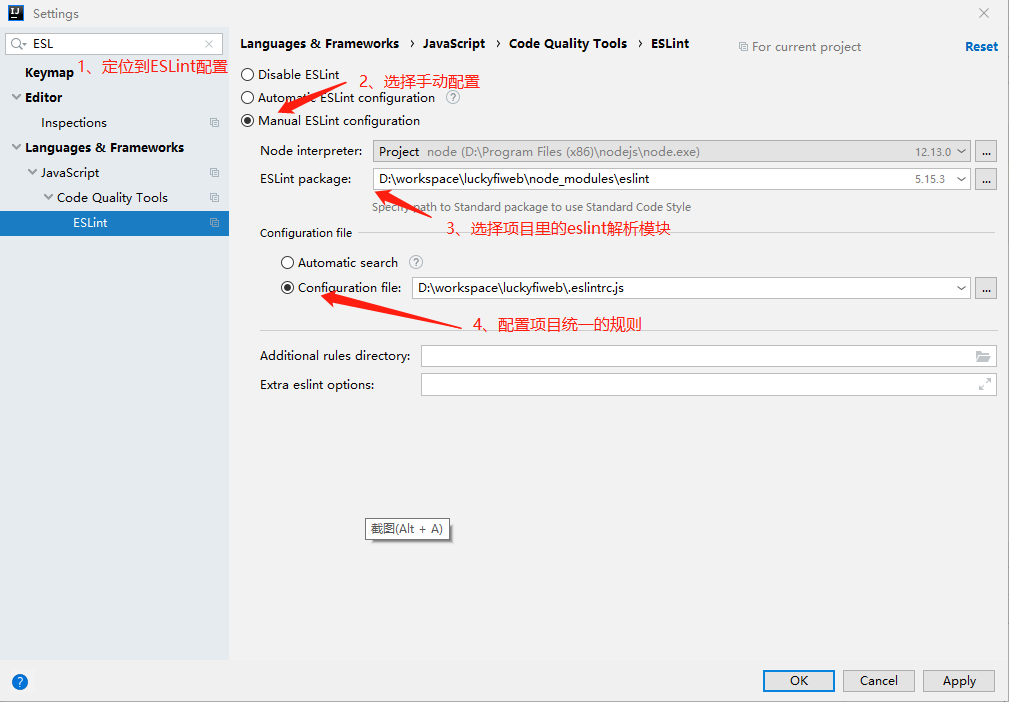 Settings
ESL
Languages & Frameworks › JavaScript › Code Quality Tools › ESLint
For current project
Reset
Keymap
1、定位到ESLint配置
Editor
Inspections
Languages & Frameworks
JavaScript
Code Quality Tools
ESLint
Disable ESLint
2、选择手动配置
Automatic ESLint configuration
Manual ESLint configuration
Node interpreter: Project node (D:\Program Files (x86)\nodejs\node.exe) 12.13.0 ...
ESLint package: D:\workspace\luckyfiweb\node_modules\eslint 5.15.3 ...
Specify path to Standard package to use Standard Code Style
3、选择项目里的eslint解析模块
Configuration file
Automatic search
Configuration file: D:\workspace\luckyfiweb\.eslintrc.js ...
4、配置项目统一的规则
Additional rules directory:
Extra eslint options:
截图(Alt + A)
OK Cancel Apply